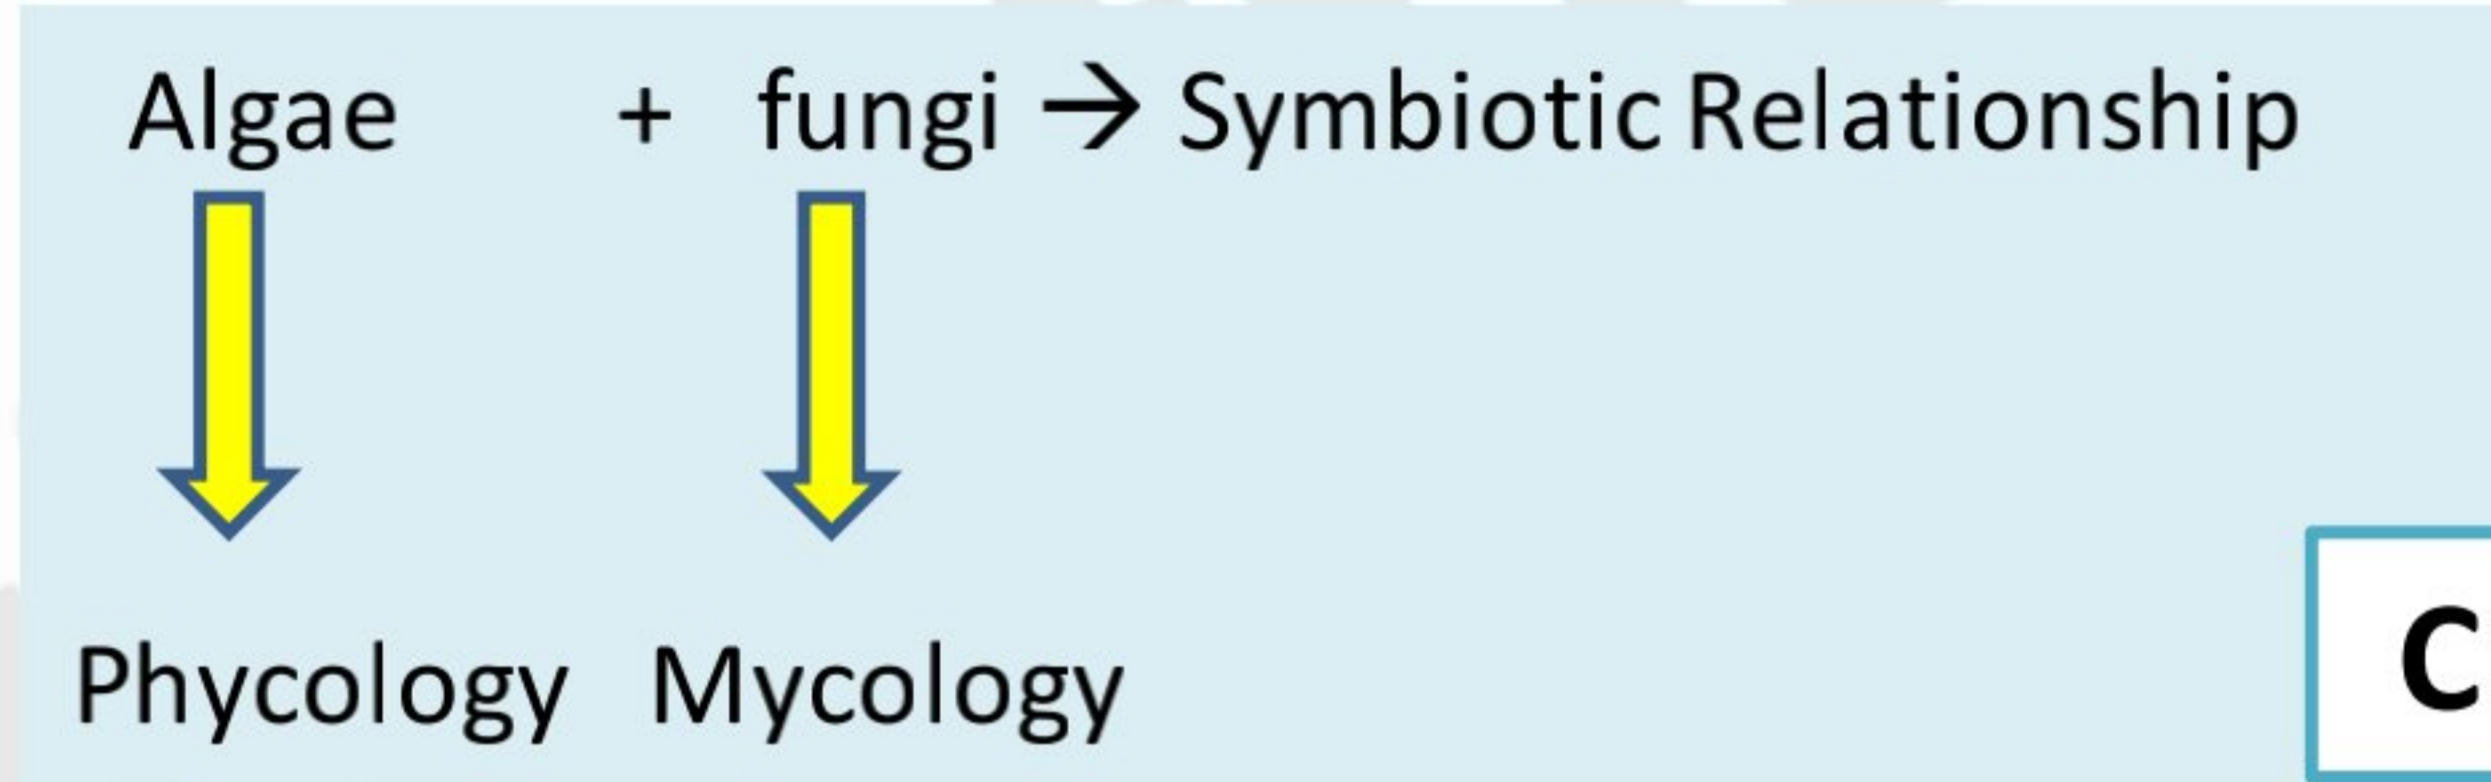 Algae + fungi → Symbiotic Relationship
Phycology Mycology
C